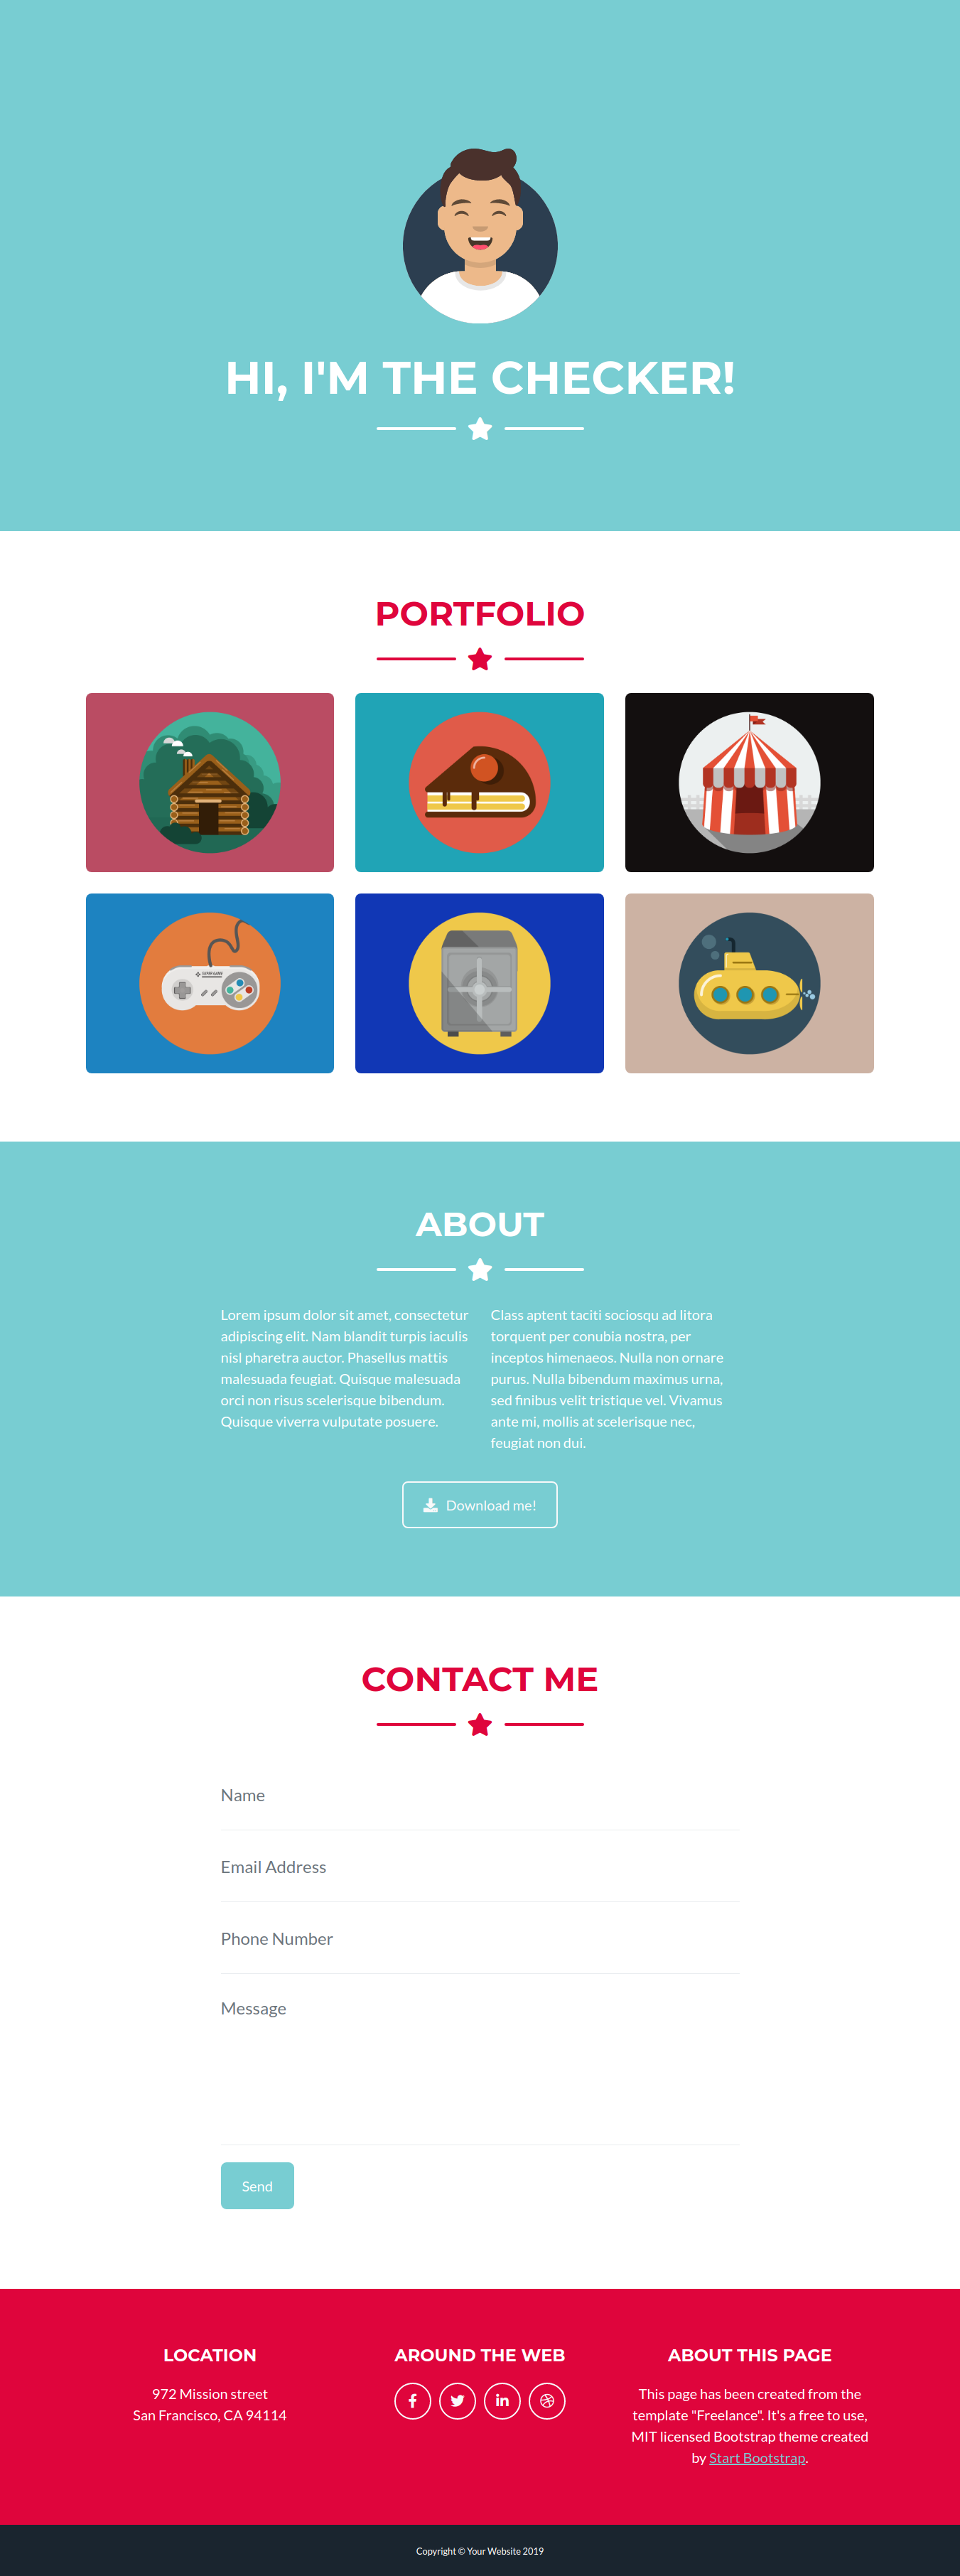 HI, I'M THE CHECKER!
PORTFOLIO
SUPER GAME
ABOUT
Lorem ipsum dolor sit amet, consectetur
adipiscing elit. Nam blandit turpis iaculis
nisl pharetra auctor. Phasellus mattis
malesuada feugiat. Quisque malesuada
orci non risus scelerisque bibendum.
Quisque viverra vulputate posuere.
Class aptent taciti sociosqu ad litora
torquent per conubia nostra, per
inceptos himenaeos. Nulla non ornare
purus. Nulla bibendum maximus urna,
sed finibus velit tristique vel. Vivamus
ante mi, mollis at scelerisque nec,
feugiat non dui.
Download me!
CONTACT ME
Name
Email Address
Phone Number
Message
Send
LOCATION
972 Mission street
San Francisco, CA 94114
AROUND THE WEB
ABOUT THIS PAGE
This page has been created from the
template "Freelance". It's a free to use,
MIT licensed Bootstrap theme created
by Start Bootstrap.
Copyright © Your Website 2019